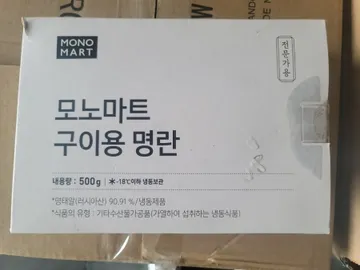 MONO
MART
전문가용
모노마트
구이용 명란
내용량 : 500g | -18℃이하 냉동보관
*명태알(러시아산) 90.91 %/냉동제품
*식품의 유형 : 기타수산물가공품(가열하여 섭취하는 냉동식품)